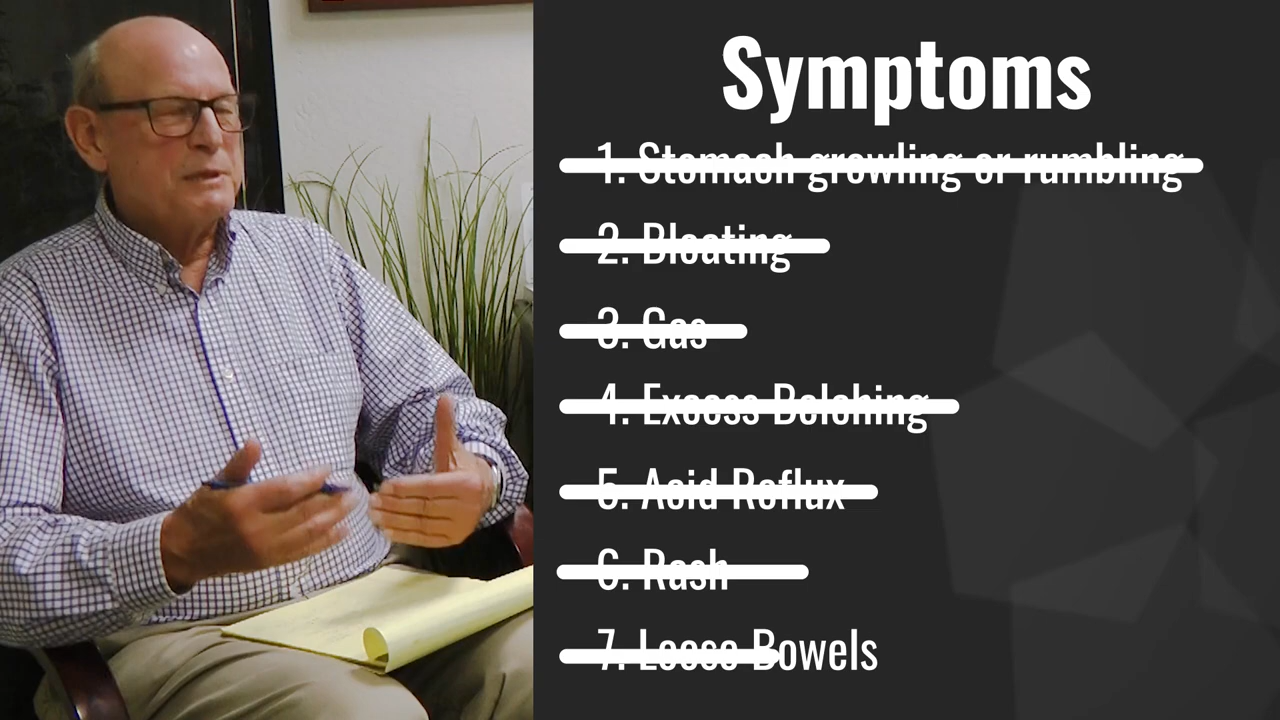 Symptoms
1. Stomach growling or rumbling
2. Bloating
3. Gas
4. Excess Belching
5. Acid Reflux
6. Rash
7. Loose Bowels